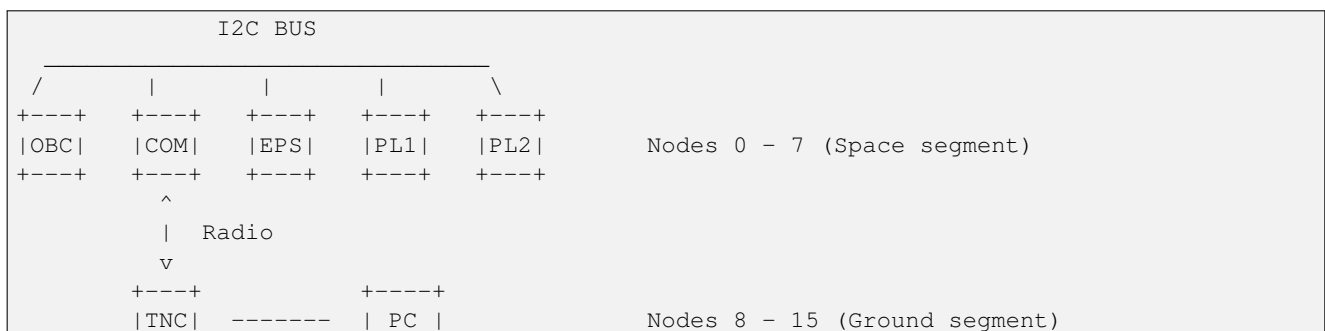 I2C BUS
_______________________________
/ | | | \
+---+ +---+ +---+ +---+ +---+
|OBC| |COM| |EPS| |PL1| |PL2| Nodes 0 - 7 (Space segment)
+---+ +---+ +---+ +---+ +---+
^
| Radio
v
+---+ +----+
|TNC| ------- | PC | Nodes 8 - 15 (Ground segment)